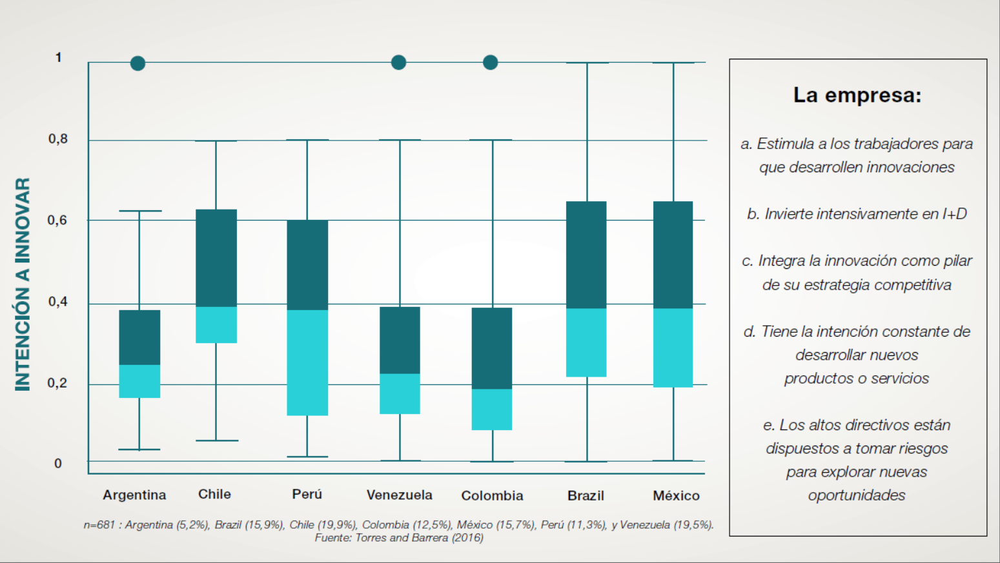 1
0,8
0,6
0,4
0,2
0
INTENCIÓN A INNOVAR
Argentina
Chile
Perú
Venezuela
Colombia
Brazil
México
n=681 : Argentina (5,2%), Brazil (15,9%), Chile (19,9%), Colombia (12,5%), México (15,7%), Perú (11,3%), y Venezuela (19,5%).
Fuente: Torres and Barrera (2016)
La empresa:
a. Estimula a los trabajadores para
que desarrollen innovaciones
b. Invierte intensivamente en I+D
c. Integra la innovación como pilar
de su estrategia competitiva
d. Tiene la intención constante de
desarrollar nuevos
productos o servicios
e. Los altos directivos están
dispuestos a tomar riesgos
para explorar nuevas
oportunidades